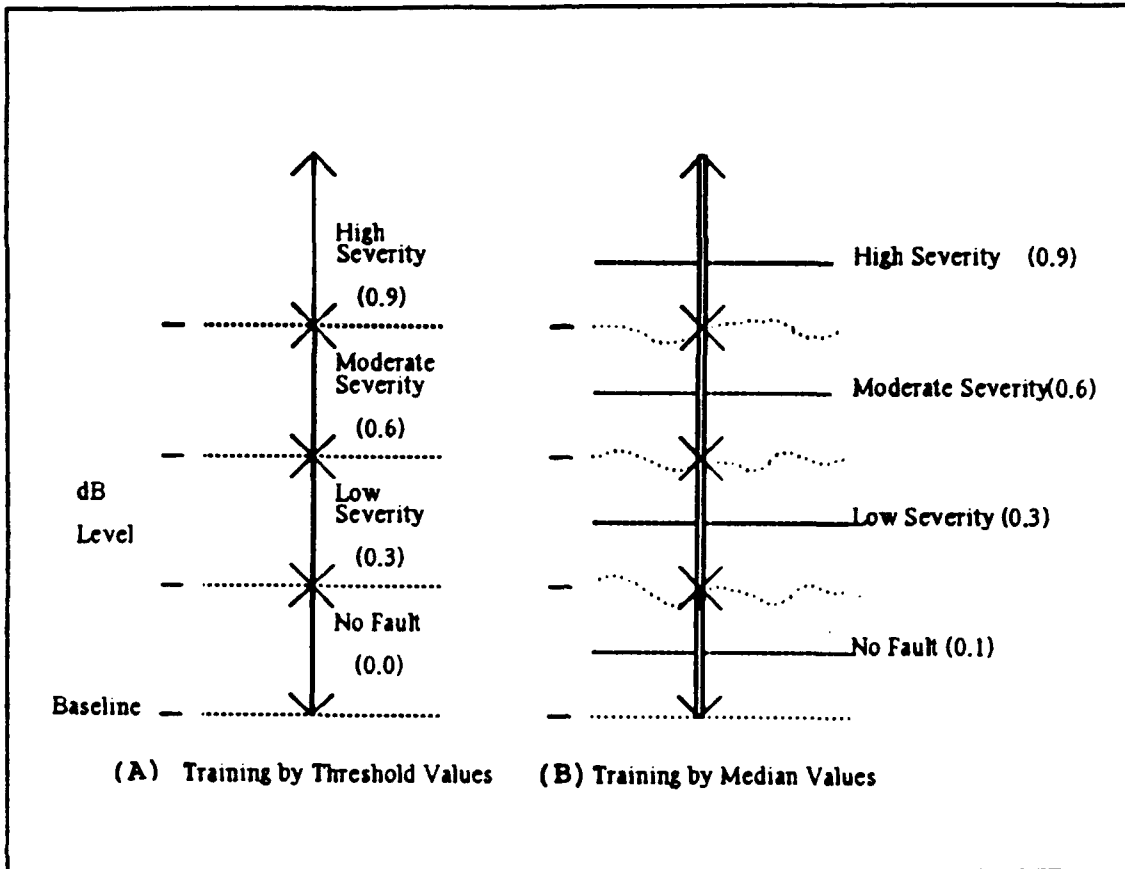 High
Severity
(0.9)
Moderate
Severity
(0.6)
Low
Severity
(0.3)
No Fault
(0.0)
dB
Level
Baseline
(A) Training by Threshold Values
High Severity (0.9)
Moderate Severity(0.6)
Low Severity (0.3)
No Fault (0.1)
(B) Training by Median Values